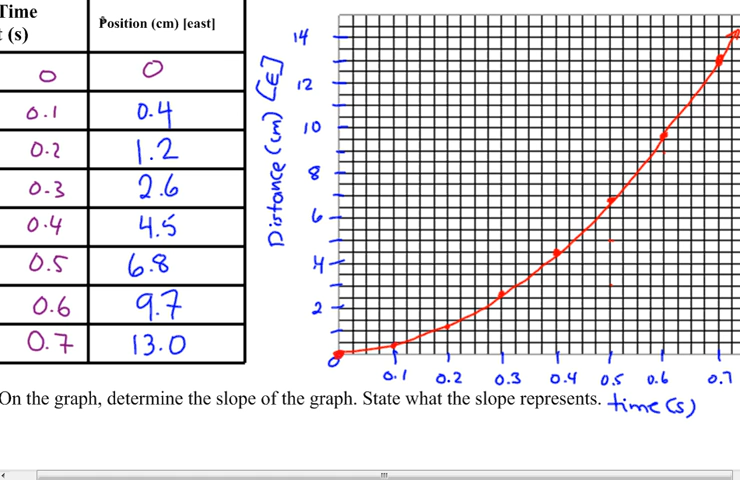 Time
t (s)
Position (cm) [east]
0 0
0.1 0.4
0.2 1.2
0.3 2.6
0.4 4.5
0.5 6.8
0.6 9.7
0.7 13.0
Distance (cm) [E]
14
12
10
8
6
4
2
0
0.1 0.2 0.3 0.4 0.5 0.6 0.7
time (s)
On the graph, determine the slope of the graph. State what the slope represents.